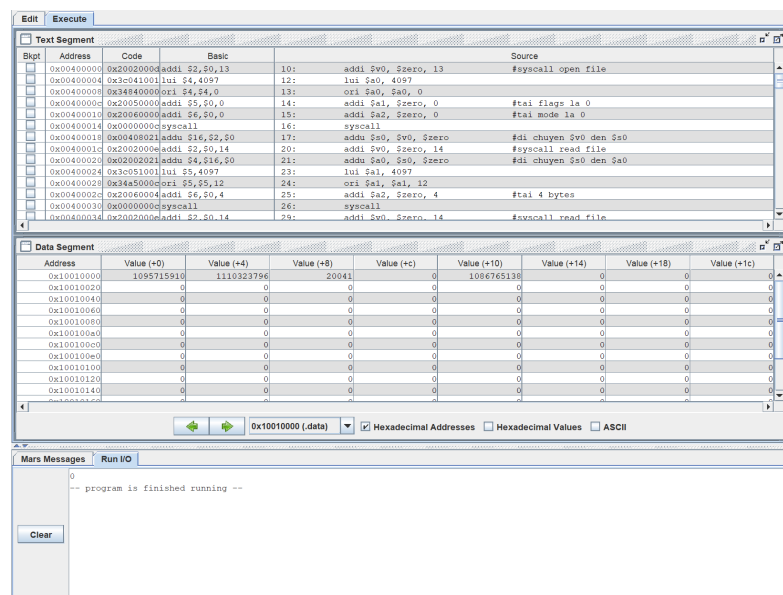 Edit Execute
Text Segment
Bkpt Address Code Basic Source
0x00400000 0x2002000d addi $2,$0,13 10: addi $v0, $zero, 13 #syscall open file
0x00400004 0x3c041001 lui $4,4097 12: lui $a0, 4097
0x00400008 0x34840000 ori $4,$4,0 13: ori $a0, $a0, 0
0x0040000c 0x20050000 addi $5,$0,0 14: addi $a1, $zero, 0 #tai flags la 0
0x00400010 0x20060000 addi $6,$0,0 15: addi $a2, $zero, 0 #tai mode la 0
0x00400014 0x0000000c syscall 16: syscall
0x00400018 0x00408021 addu $16,$2,$0 17: addu $s0, $v0, $zero #di chuyen $v0 den $s0
0x0040001c 0x2002000e addi $2,$0,14 20: addi $v0, $zero, 14 #syscall read file
0x00400020 0x02002021 addu $4,$16,$0 21: addu $a0, $s0, $zero #di chuyen $s0 den $a0
0x00400024 0x3c051001 lui $5,4097 23: lui $a1, 4097
0x00400028 0x34a5000c ori $5,$5,12 24: ori $a1, $a1, 12
0x0040002c 0x20060004 addi $6,$0,4 25: addi $a2, $zero, 4 #tai 4 bytes
0x00400030 0x0000000c syscall 26: syscall
0x00400034 0x2002000e addi $2,$0,14 29: addi $v0, $zero, 14 #syscall read file
Data Segment
Address Value (+0) Value (+4) Value (+8) Value (+c) Value (+10) Value (+14) Value (+18) Value (+1c)
0x10010000 1095715910 1110323796 20041 0 1086765138 0 0 0
0x10010020 0 0 0 0 0 0 0 0
0x10010040 0 0 0 0 0 0 0 0
0x10010060 0 0 0 0 0 0 0 0
0x10010080 0 0 0 0 0 0 0 0
0x100100a0 0 0 0 0 0 0 0 0
0x100100c0 0 0 0 0 0 0 0 0
0x100100e0 0 0 0 0 0 0 0 0
0x10010100 0 0 0 0 0 0 0 0
0x10010120 0 0 0 0 0 0 0 0
0x10010140 0 0 0 0 0 0 0 0
0x10010000 (.data) Hexadecimal Addresses Hexadecimal Values ASCII
Mars Messages Run I/O
0
-- program is finished running --
Clear